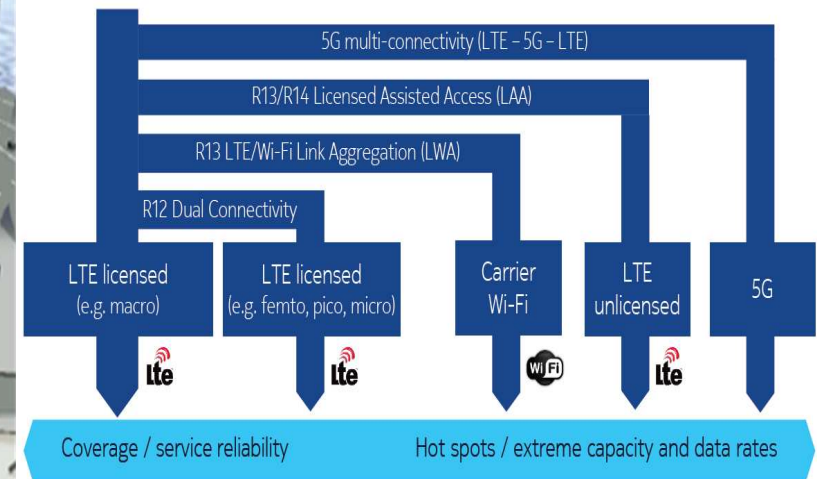 5G multi-connectivity (LTE – 5G – LTE)
R13/R14 Licensed Assisted Access (LAA)
R13 LTE/Wi-Fi Link Aggregation (LWA)
R12 Dual Connectivity
LTE licensed
(e.g. macro)
LTE licensed
(e.g. femto, pico, micro)
Carrier
Wi-Fi
LTE
unlicensed
5G
lte
lte
Wi Fi
lte
Coverage / service reliability
Hot spots / extreme capacity and data rates